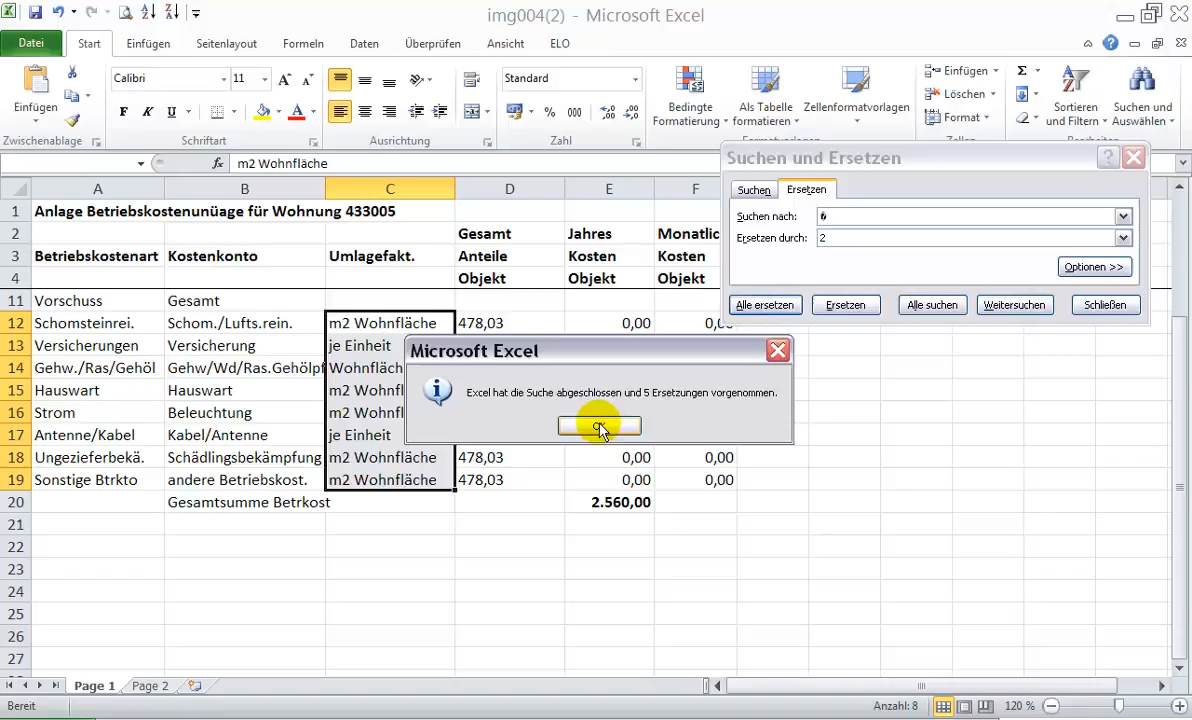 img004(2) - Microsoft Excel
Datei Start Einfügen Seitenlayout Formeln Daten Überprüfen Ansicht ELO
Einfügen
Zwischenablage
Calibri 11
F K U
Schriftart
Ausrichtung
Standard
% 000
Zahl
Bedingte Formatierung
Als Tabelle formatieren
Zellenformatvorlagen
Formatvorlagen
Einfügen
Löschen
Format
Zellen
Sortieren und Filtern
Suchen und Auswählen
Bearbeiten
fx m2 Wohnfläche
A B C D E F
1 Anlage Betriebskostenunüage für Wohnung 433005
2 Gesamt Jahres Monatlic
3 Betriebskostenart Kostenkonto Umlagefakt. Anteile Kosten Kosten
4 Objekt Objekt Objekt
11 Vorschuss Gesamt
12 Schomsteinrei. Schom./Lufts.rein. m2 Wohnfläche 478,03 0,00 0,00
13 Versicherungen Versicherung je Einheit
14 Gehw./Ras/Gehöl Gehw/Wd/Ras.Gehölpf Wohnfläch
15 Hauswart Hauswart m2 Wohnfl
16 Strom Beleuchtung m2 Wohnfl
17 Antenne/Kabel Kabel/Antenne je Einheit
18 Ungezieferbekä. Schädlingsbekämpfung m2 Wohnfläche 478,03 0,00 0,00
19 Sonstige Btrkto andere Betriebskost. m2 Wohnfläche 478,03 0,00 0,00
20 Gesamtsumme Betrkost 2.560,00
21
22
23
24
25
26
27
Suchen und Ersetzen
Suchen Ersetzen
Suchen nach:
Ersetzen durch: 2
Optionen >>
Alle ersetzen Ersetzen Alle suchen Weitersuchen Schließen
Microsoft Excel
Excel hat die Suche abgeschlossen und 5 Ersetzungen vorgenommen.
OK
Page 1 Page 2
Bereit Anzahl: 8 120 %